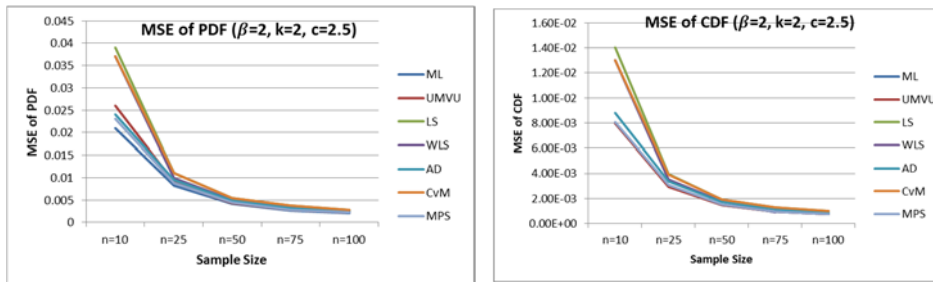 MSE of PDF (β=2, k=2, c=2.5)
MSE of PDF
0.045
0.04
0.035
0.03
0.025
0.02
0.015
0.01
0.005
0
n=10 n=25 n=50 n=75 n=100
Sample Size
ML
UMVU
LS
WLS
AD
CvM
MPS
MSE of CDF (β=2, k=2, c=2.5)
MSE of CDF
1.60E-02
1.40E-02
1.20E-02
1.00E-02
8.00E-03
6.00E-03
4.00E-03
2.00E-03
0.00E+00
n=10 n=25 n=50 n=75 n=100
Sample Size
ML
UMVU
LS
WLS
AD
CvM
MPS